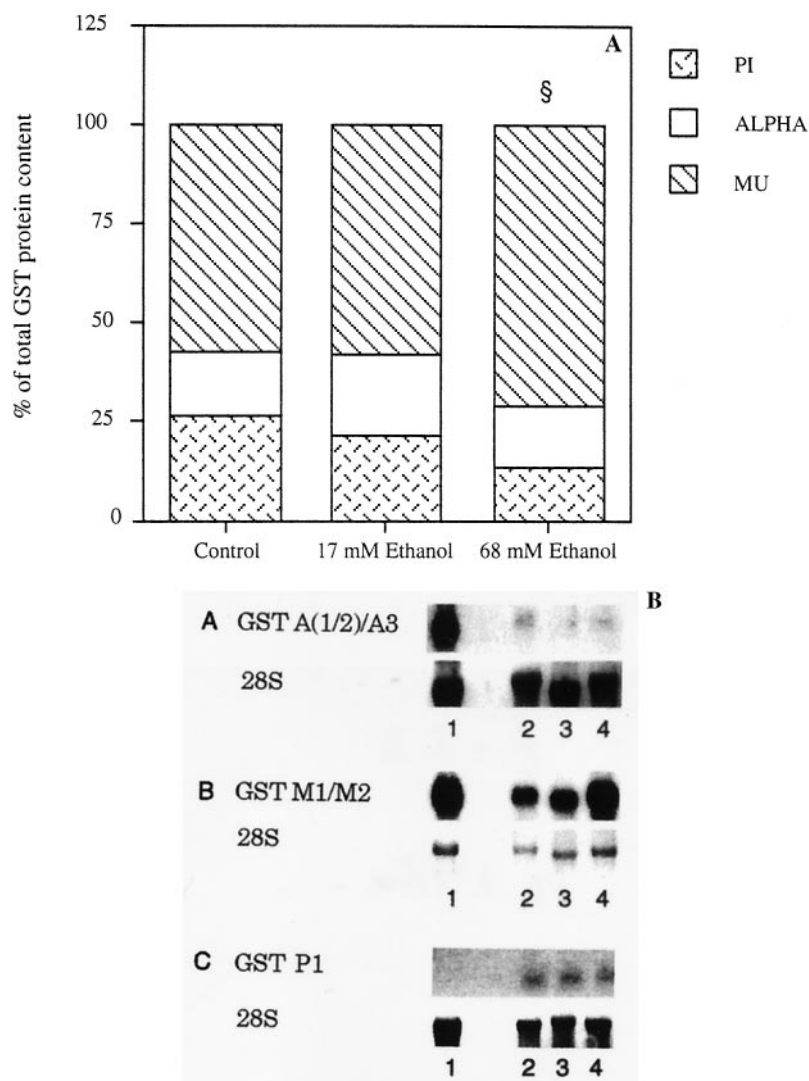 125
A
PI
§
100
ALPHA
MU
75
50
25
0
% of total GST protein content
Control 17 mM Ethanol 68 mM Ethanol
B
A GST A(1/2)/A3
28S
1 2 3 4
B GST M1/M2
28S
1 2 3 4
C GST P1
28S
1 2 3 4